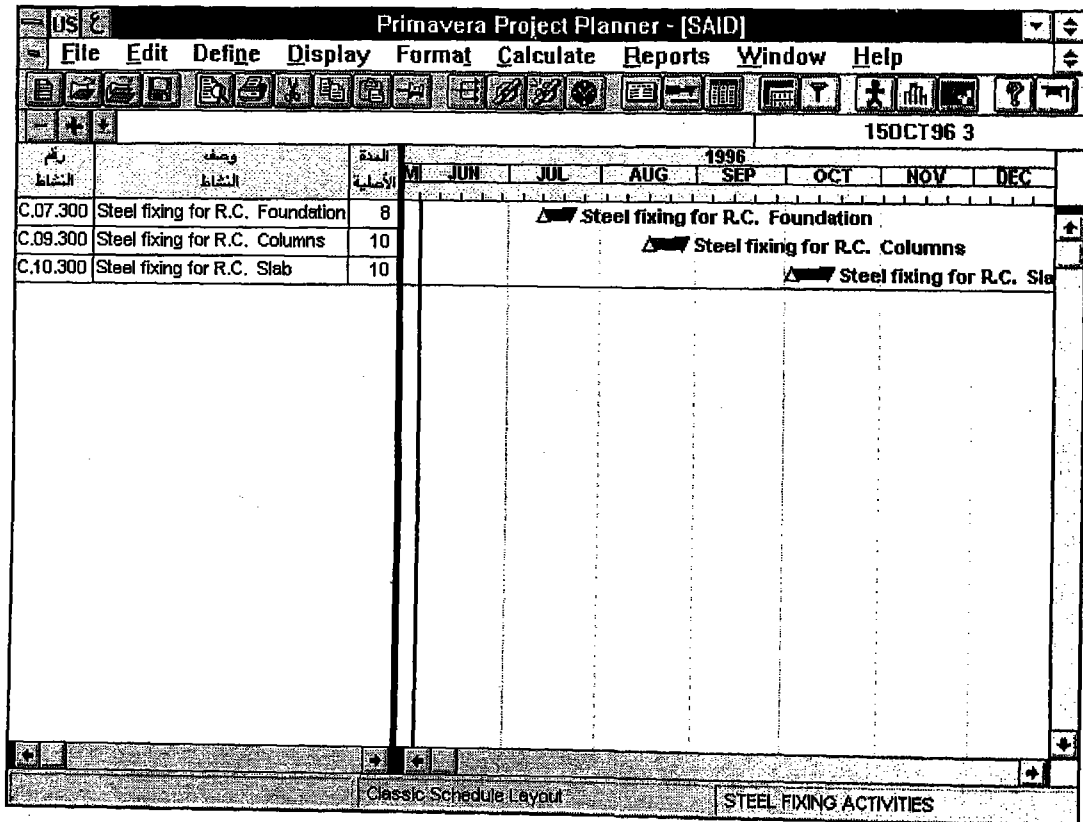 US ع Primavera Project Planner - [SAID]
File Edit Define Display Format Calculate Reports Window Help
15OCT96 3
رقم النشاط
وصف النشاط
المدة الأصلية
1996
M JUN JUL AUG SEP OCT NOV DEC
C.07.300 Steel fixing for R.C. Foundation 8 Steel fixing for R.C. Foundation
C.09.300 Steel fixing for R.C. Columns 10 Steel fixing for R.C. Columns
C.10.300 Steel fixing for R.C. Slab 10 Steel fixing for R.C. Sla
Classic Schedule Layout STEEL FIXING ACTIVITIES